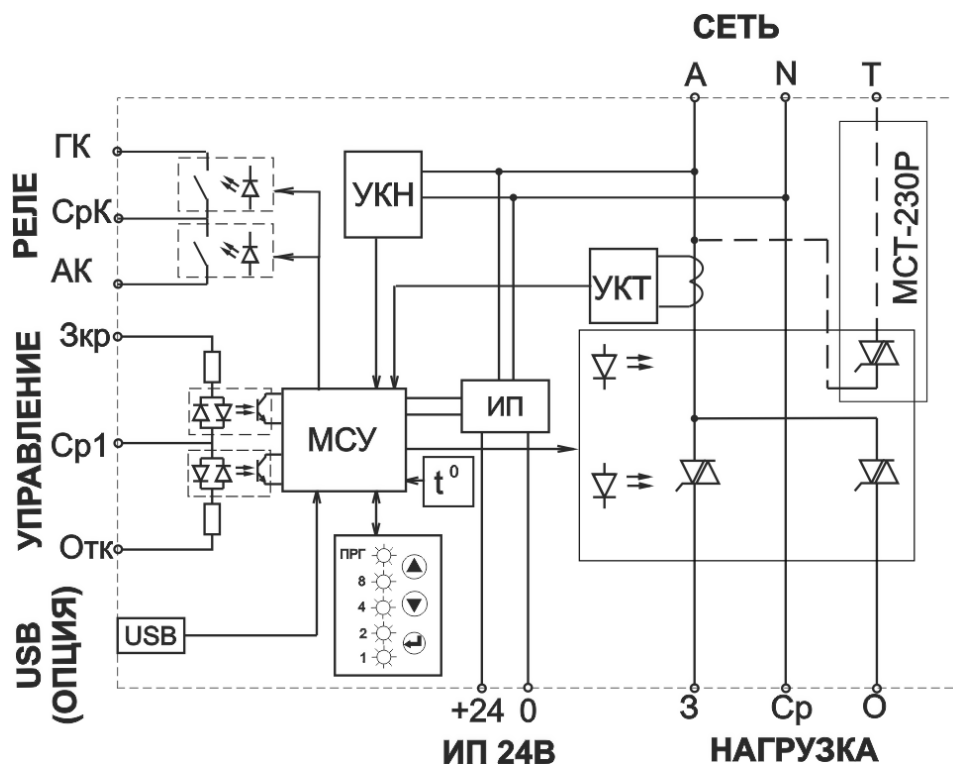 СЕТЬ
A N T
РЕЛЕ
ГК
СрК
АК
УКН
УКТ
МСТ-230Р
УПРАВЛЕНИЕ
Зкр
Ср1
Отк
МСУ
ИП
t⁰
ПРГ
8
4
2
1
USB
(ОПЦИЯ)
USB
+24 0
ИП 24В
З Ср О
НАГРУЗКА